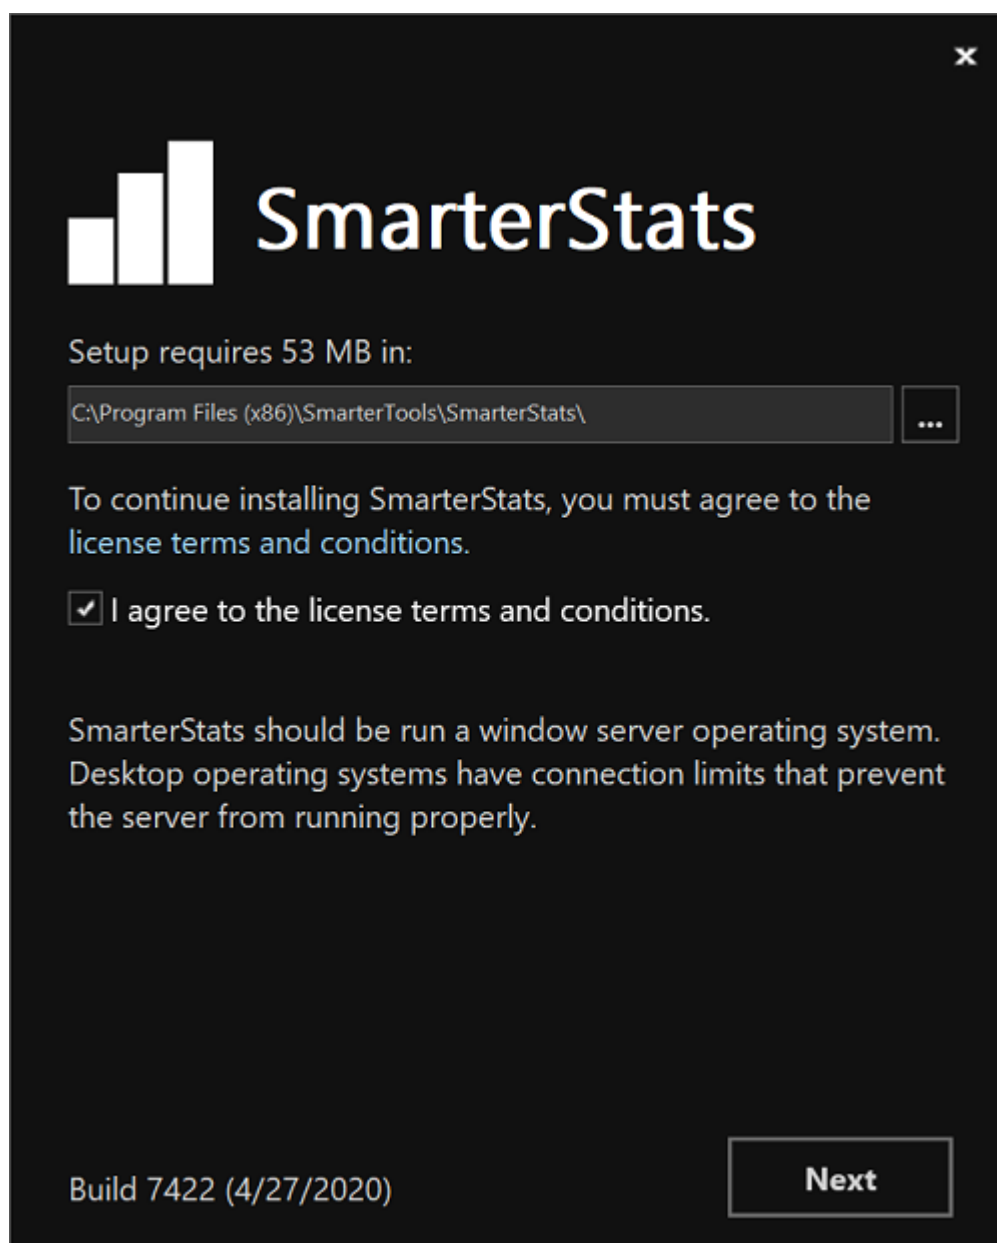 ×
SmarterStats
Setup requires 53 MB in:
C:\Program Files (x86)\SmarterTools\SmarterStats\
...
To continue installing SmarterStats, you must agree to the
license terms and conditions.
I agree to the license terms and conditions.
SmarterStats should be run a window server operating system.
Desktop operating systems have connection limits that prevent
the server from running properly.
Build 7422 (4/27/2020)
Next